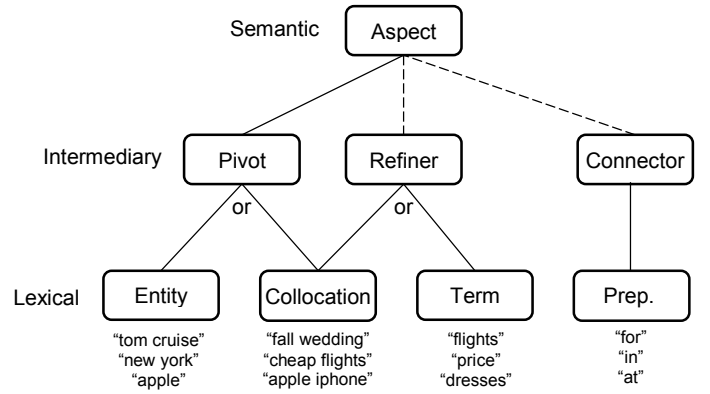 Semantic Aspect
Intermediary Pivot Refiner Connector
or or
Lexical Entity Collocation Term Prep.
“tom cruise” “fall wedding” “flights” “for”
“new york” “cheap flights” “price” “in”
“apple” “apple iphone” “dresses” “at”